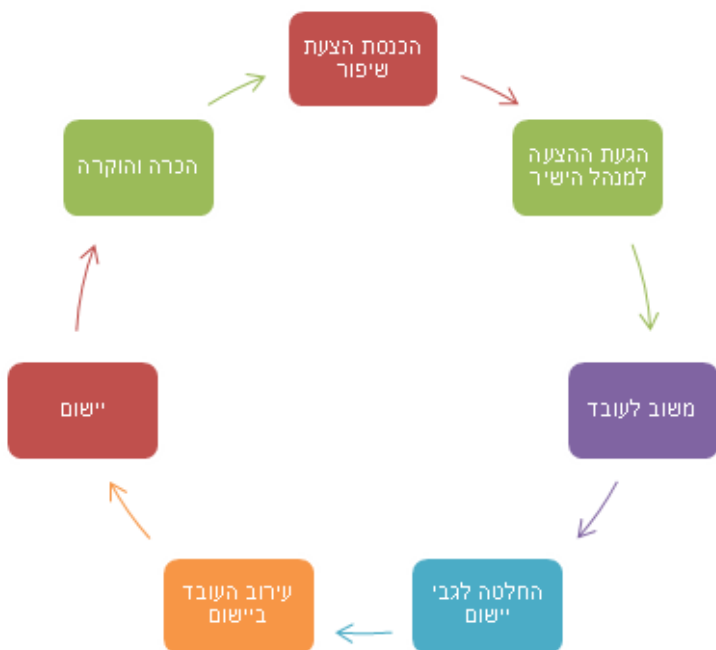 הכנסת הצעת
שיפור
הגעת ההצעה
למנהל הישיר
משוב לעובד
החלטה לגבי
יישום
עירוב העובד
ביישום
יישום
הכרה והוקרה